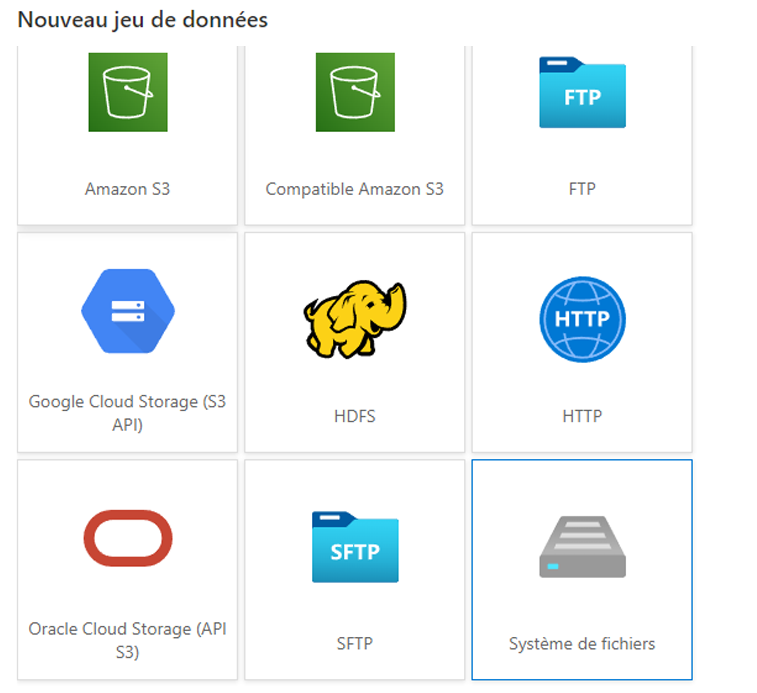 Nouveau jeu de données
FTP
Amazon S3
Compatible Amazon S3
FTP
HTTP
Google Cloud Storage (S3
API)
HDFS
HTTP
SFTP
Oracle Cloud Storage (API
S3)
SFTP
Système de fichiers